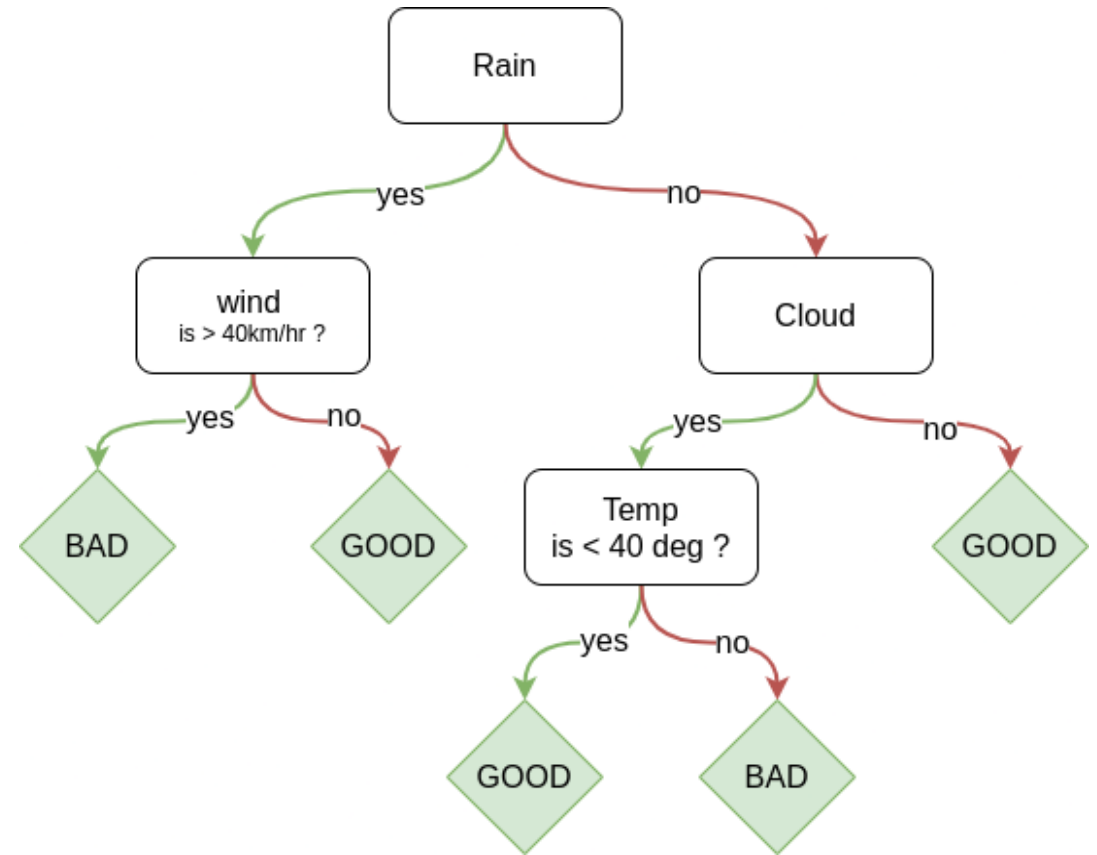 Rain
yes
no
wind
is > 40km/hr ?
Cloud
yes
no
yes
no
BAD
GOOD
Temp
is < 40 deg ?
GOOD
yes
no
GOOD
BAD